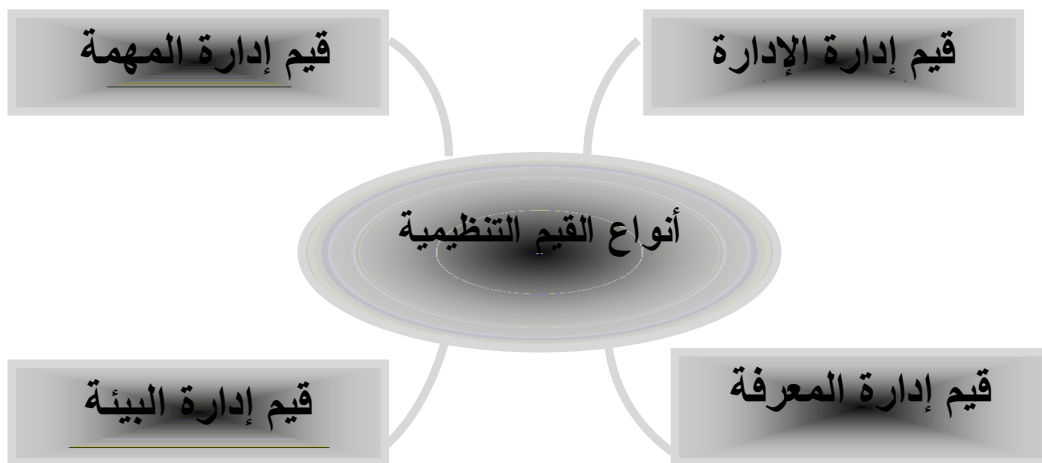 قيم إدارة الإدارة
قيم إدارة المهمة
أنواع القيم التنظيمية
قيم إدارة المعرفة
قيم إدارة البيئة